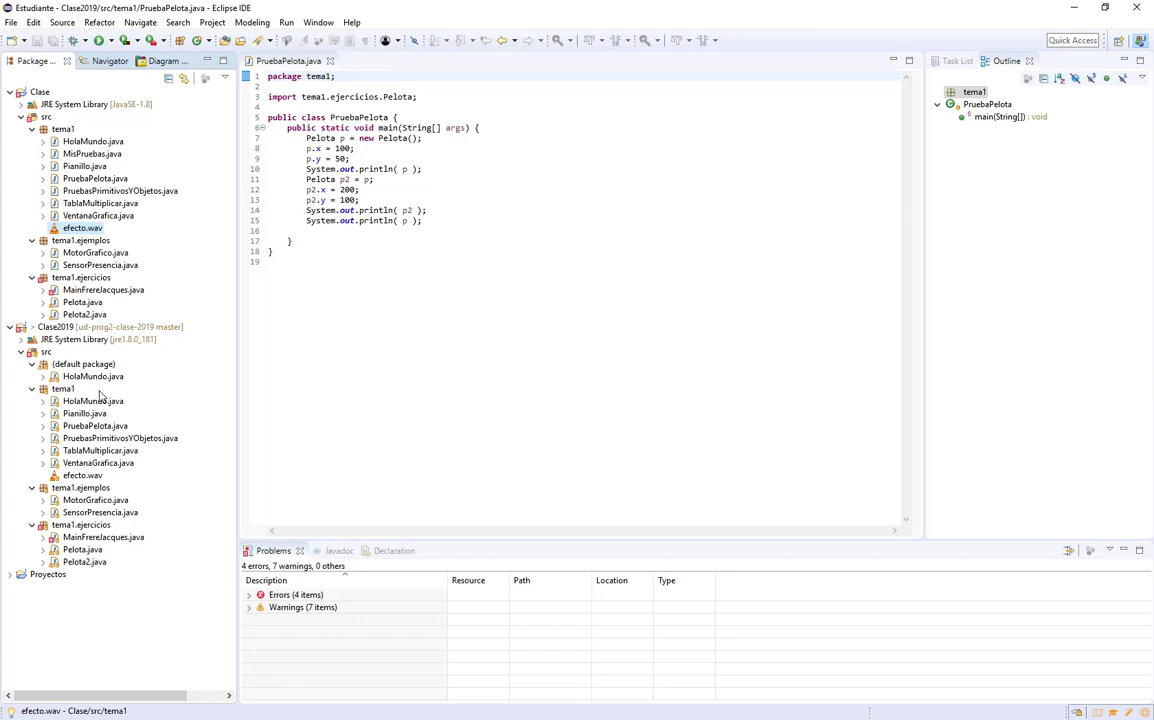 Estudiante - Clase2019/src/tema1/PruebaPelota.java - Eclipse IDE
File Edit Source Refactor Navigate Search Project Modeling Run Window Help
Quick Access
Package... Navigator Diagram ...
PruebaPelota.java
Task List Outline
Clase
JRE System Library [JavaSE-1.8]
src
tema1
HolaMundo.java
MisPruebas.java
Pianillo.java
PruebaPelota.java
PruebasPrimitivosYObjetos.java
TablaMultiplicar.java
VentanaGrafica.java
efecto.wav
tema1.ejemplos
MotorGrafico.java
SensorPresencia.java
tema1.ejercicios
MainFrereJacques.java
Pelota.java
Pelota2.java
> Clase2019 [ud-prog2-clase-2019 master]
JRE System Library [jre1.8.0_181]
src
(default package)
HolaMundo.java
tema1
HolaMundo.java
Pianillo.java
PruebaPelota.java
PruebasPrimitivosYObjetos.java
TablaMultiplicar.java
VentanaGrafica.java
efecto.wav
tema1.ejemplos
MotorGrafico.java
SensorPresencia.java
tema1.ejercicios
MainFrereJacques.java
Pelota.java
Pelota2.java
Proyectos
1 package tema1;
2
3 import tema1.ejercicios.Pelota;
4
5 public class PruebaPelota {
6 public static void main(String[] args) {
7 Pelota p = new Pelota();
8 p.x = 100;
9 p.y = 50;
10 System.out.println( p );
11 Pelota p2 = p;
12 p2.x = 200;
13 p2.y = 100;
14 System.out.println( p2 );
15 System.out.println( p );
16
17 }
18 }
19
tema1
PruebaPelota
main(String[]) : void
Problems Javadoc Declaration
4 errors, 7 warnings, 0 others
Description Resource Path Location Type
Errors (4 items)
Warnings (7 items)
efecto.wav - Clase/src/tema1